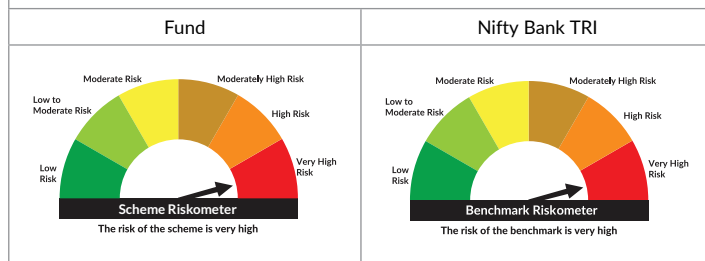 Fund
Nifty Bank TRI
Moderate Risk
Moderately High Risk
Low to
Moderate Risk
High Risk
Low
Risk
Very High
Risk
Scheme Riskometer
The risk of the scheme is very high
Moderate Risk
Moderately High Risk
Low to
Moderate Risk
High Risk
Low
Risk
Very High
Risk
Benchmark Riskometer
The risk of the benchmark is very high